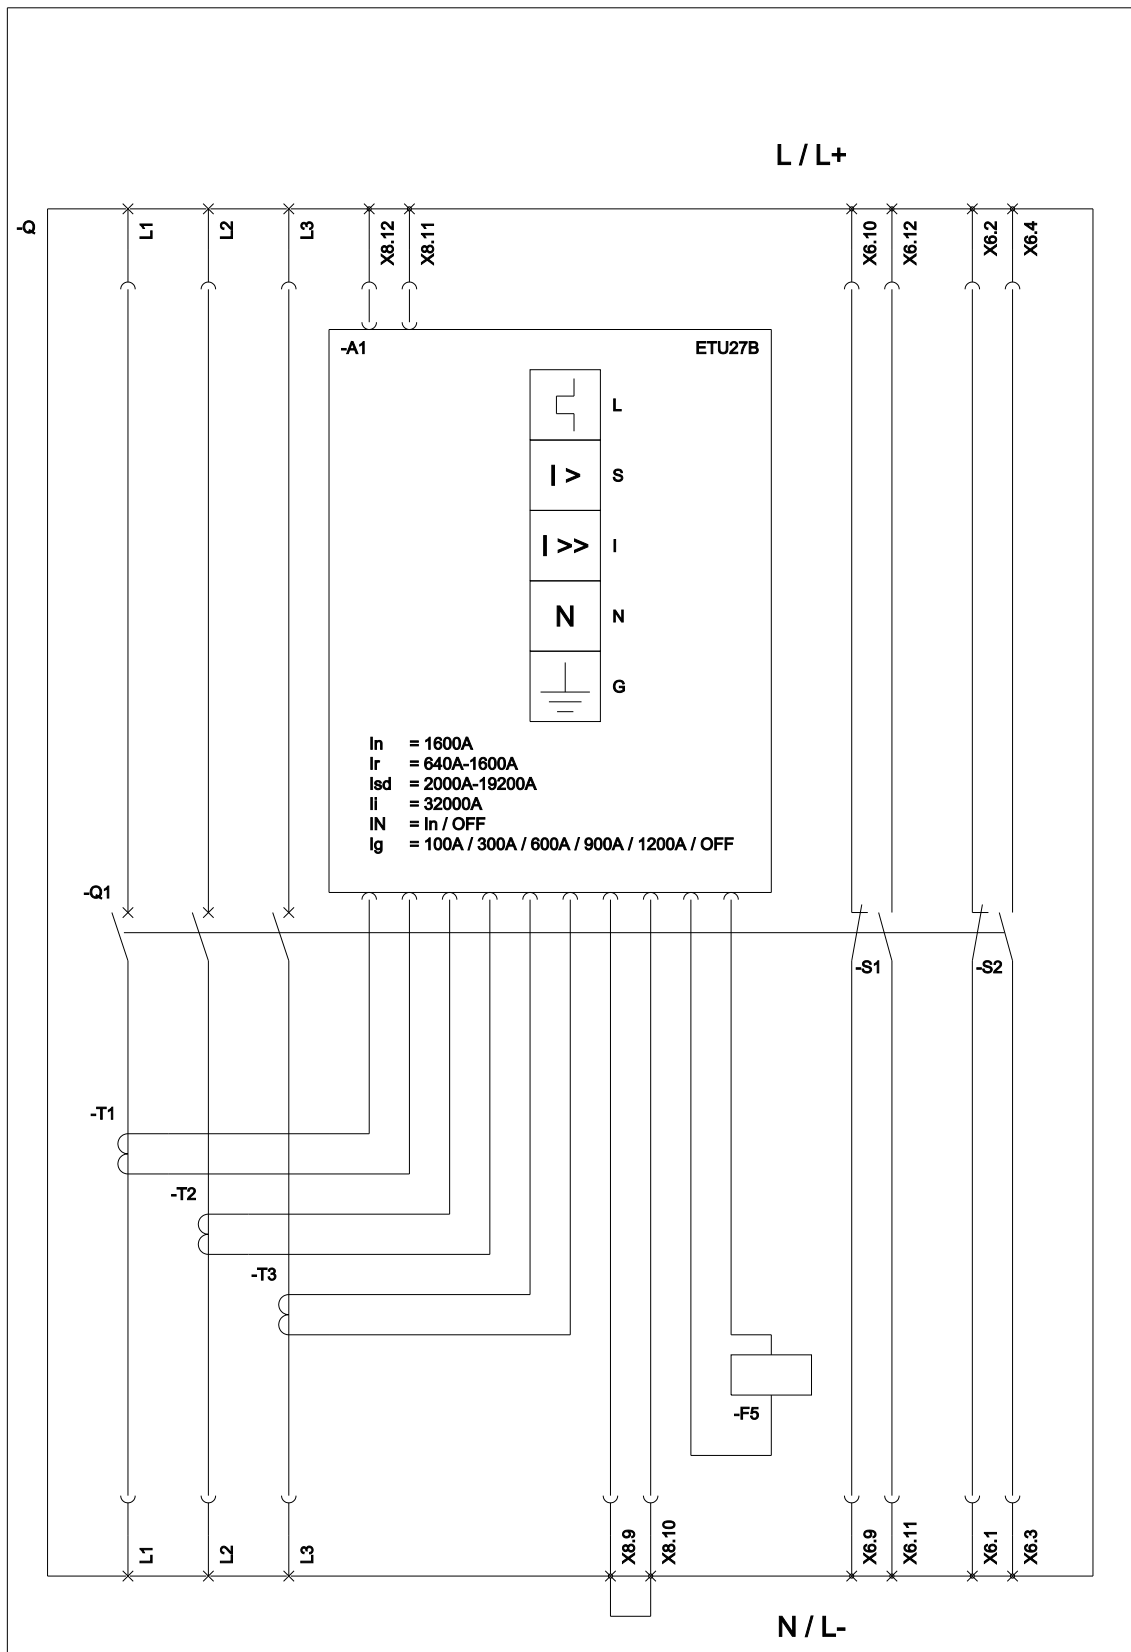 L / L+
-Q
L1
L2
L3
X8.12
X8.11
X6.10
X6.12
X6.2
X6.4
-A1
ETU27B
L
I > S
I >> I
N N
G
In = 1600A
Ir = 640A-1600A
Isd = 2000A-19200A
Ii = 32000A
IN = In / OFF
Ig = 100A / 300A / 600A / 900A / 1200A / OFF
-Q1
-S1
-S2
-T1
-T2
-T3
-F5
L1
L2
L3
X8.9
X8.10
X6.9
X6.11
X6.1
X6.3
N / L-